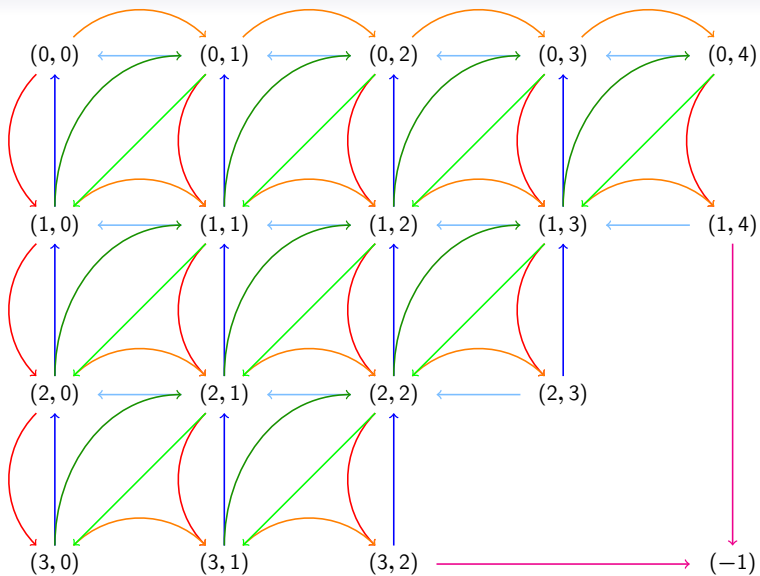 (0, 0) (0, 1) (0, 2) (0, 3) (0, 4)
(1, 0) (1, 1) (1, 2) (1, 3) (1, 4)
(2, 0) (2, 1) (2, 2) (2, 3)
(3, 0) (3, 1) (3, 2) (−1)